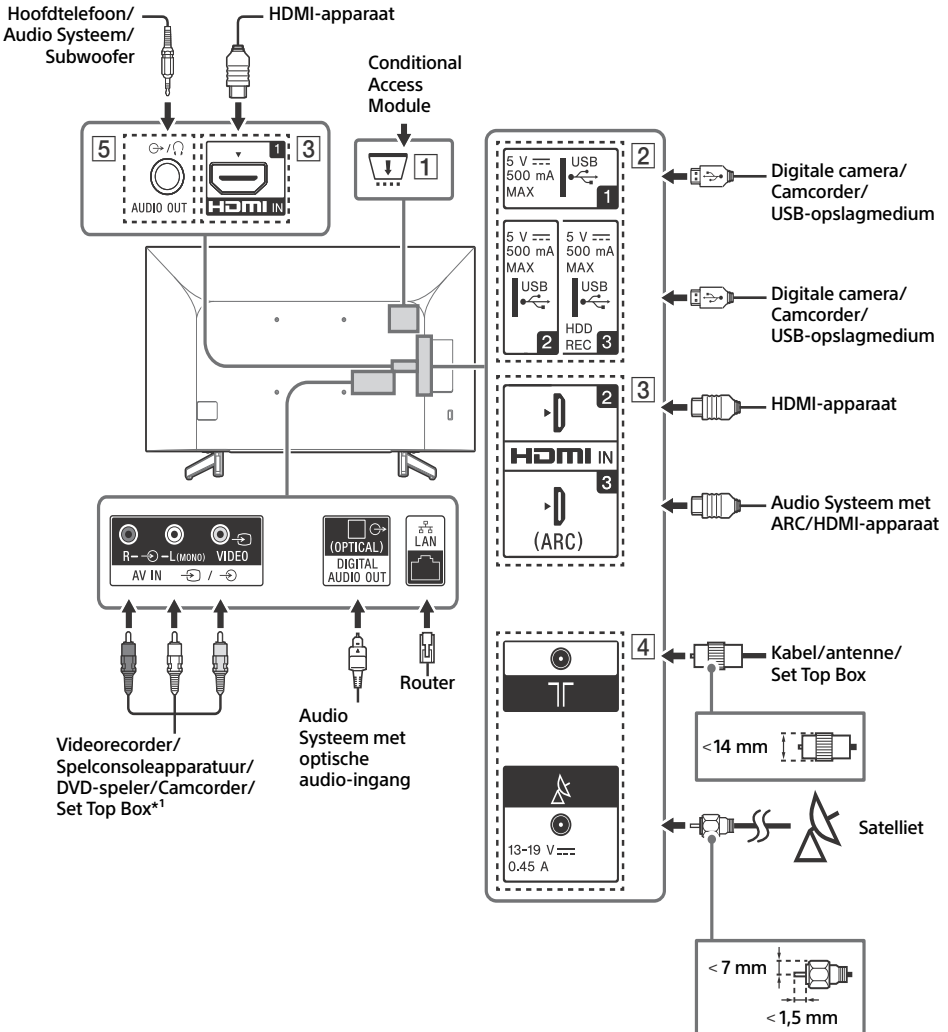 Hoofdtelefoon/
Audio Systeem/
Subwoofer
HDMI-apparaat
Conditional
Access
Module
5
AUDIO OUT
1
HDMI IN
3
1
5 V
500 mA
MAX
USB
1
2
Digitale camera/
Camcorder/
USB-opslagmedium
5 V
500 mA
MAX
USB
2
5 V
500 mA
MAX
USB
HDD
REC 3
Digitale camera/
Camcorder/
USB-opslagmedium
2
3
HDMI-apparaat
HDMI IN
3
(ARC)
Audio Systeem met
ARC/HDMI-apparaat
R- -L(MONO) VIDEO
AV IN /
(OPTICAL)
DIGITAL
AUDIO OUT
LAN
Videorecorder/
Spelconsoleapparatuur/
DVD-speler/Camcorder/
Set Top Box*1
Audio
Systeem met
optische
audio-ingang
Router
4
Kabel/antenne/
Set Top Box
<14 mm
13-19 V
0.45 A
Satelliet
<7 mm
<1,5 mm